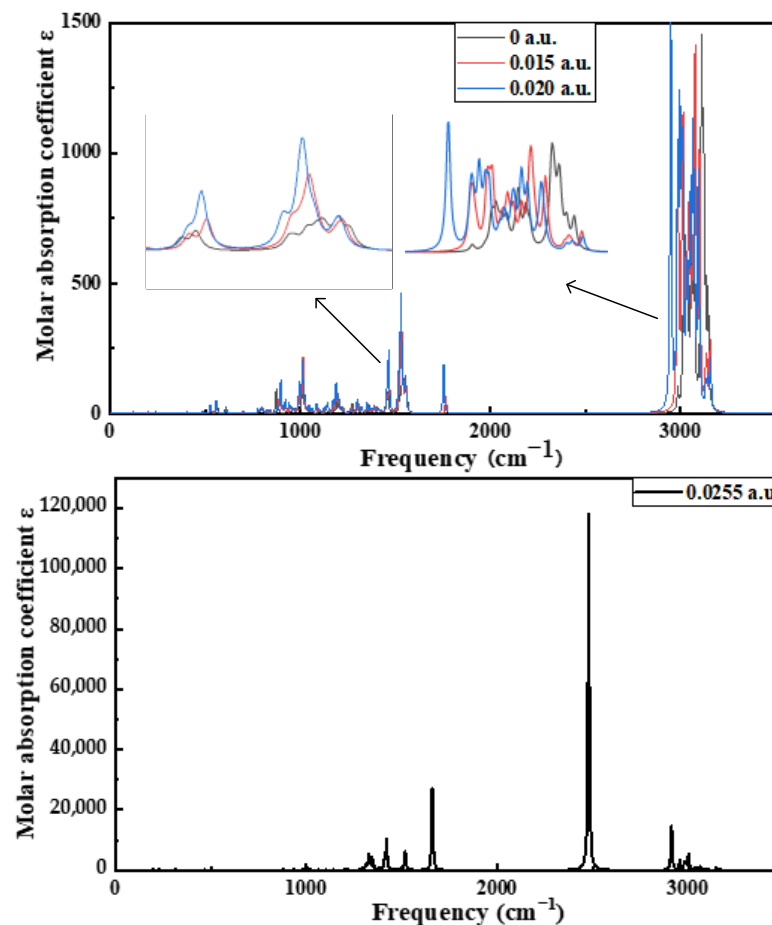 Molar absorption coefficient ε
1500
1000
500
0
0 a.u.
0.015 a.u.
0.020 a.u.
0
1000
2000
3000
Frequency (cm⁻¹)
Molar absorption coefficient ε
120,000
100,000
80,000
60,000
40,000
20,000
0
0.0255 a.u
0
1000
2000
3000
Frequency (cm⁻¹)